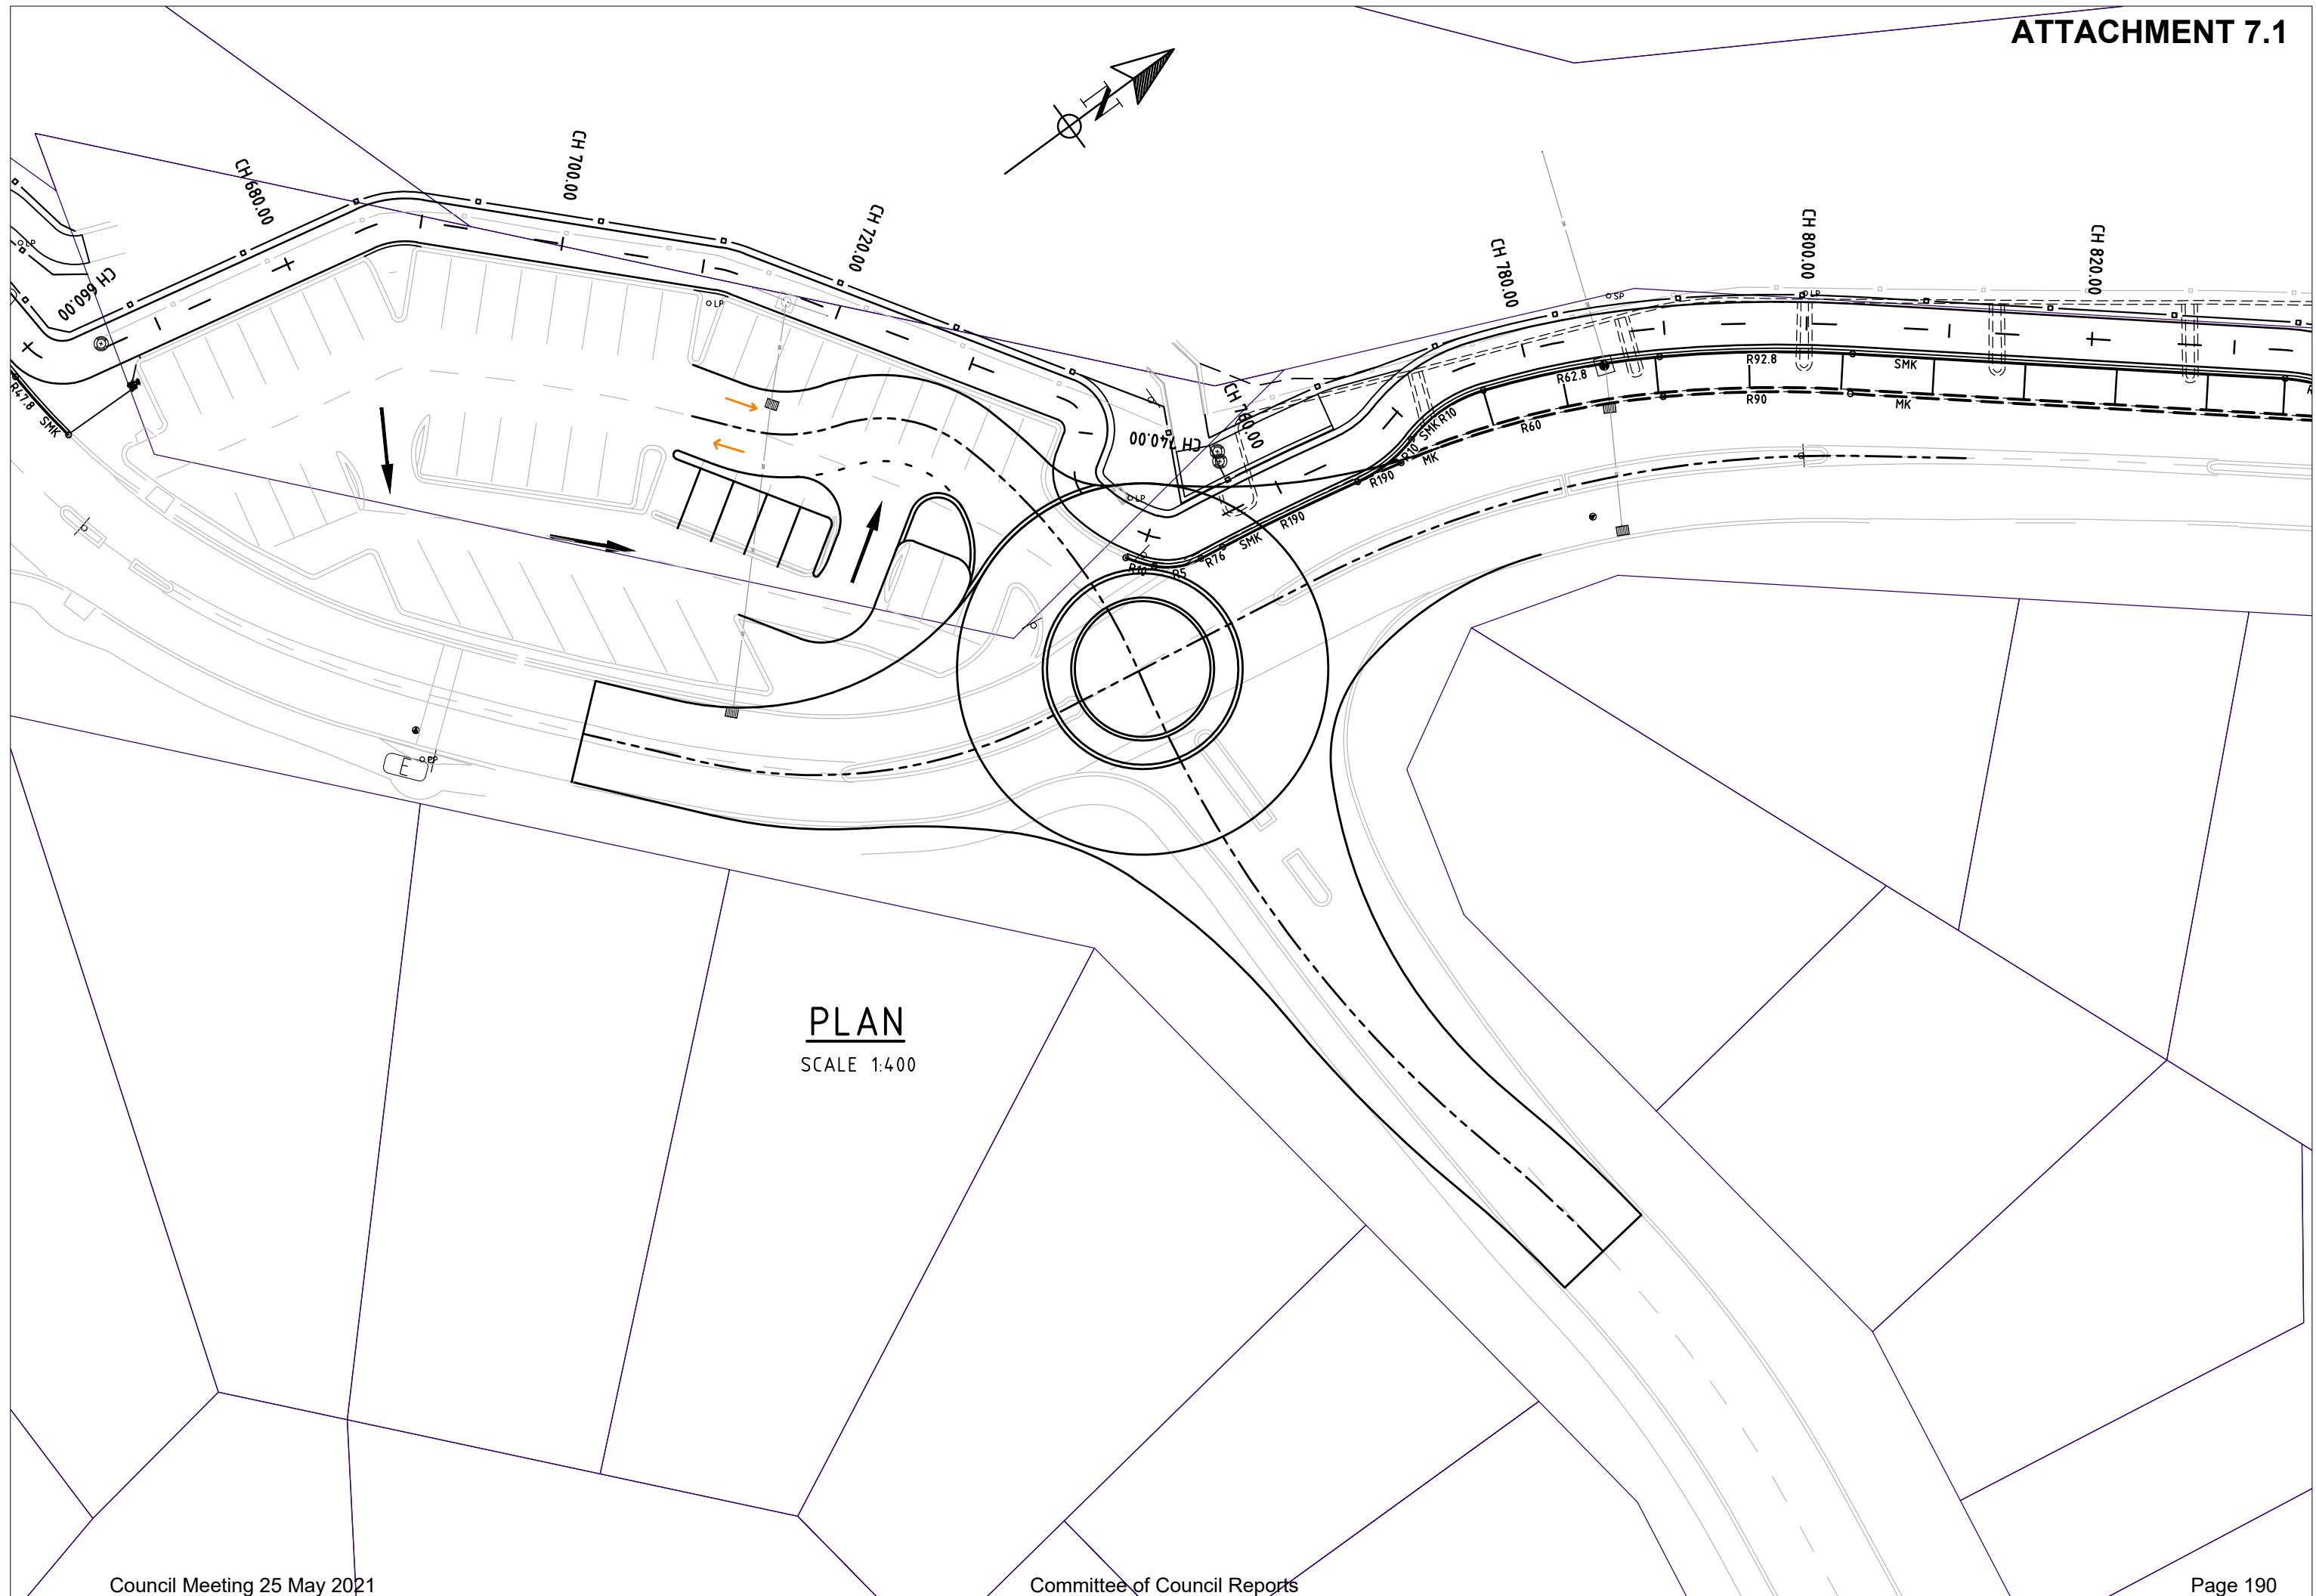 ATTACHMENT 7.1
N
CH 660.00
CH 680.00
CH 700.00
CH 720.00
CH 740.00
CH 760.00
CH 780.00
CH 800.00
CH 820.00
LP
LP
LP
SP
LP
R47.8
SMK
R10
R5
R76
SMK
R190
R190
R10
SMK
R10
MK
R62.8
R60
R92.8
R90
SMK
MK
E
PLAN
SCALE 1:400
Council Meeting 25 May 2021
Committee of Council Reports
Page 190